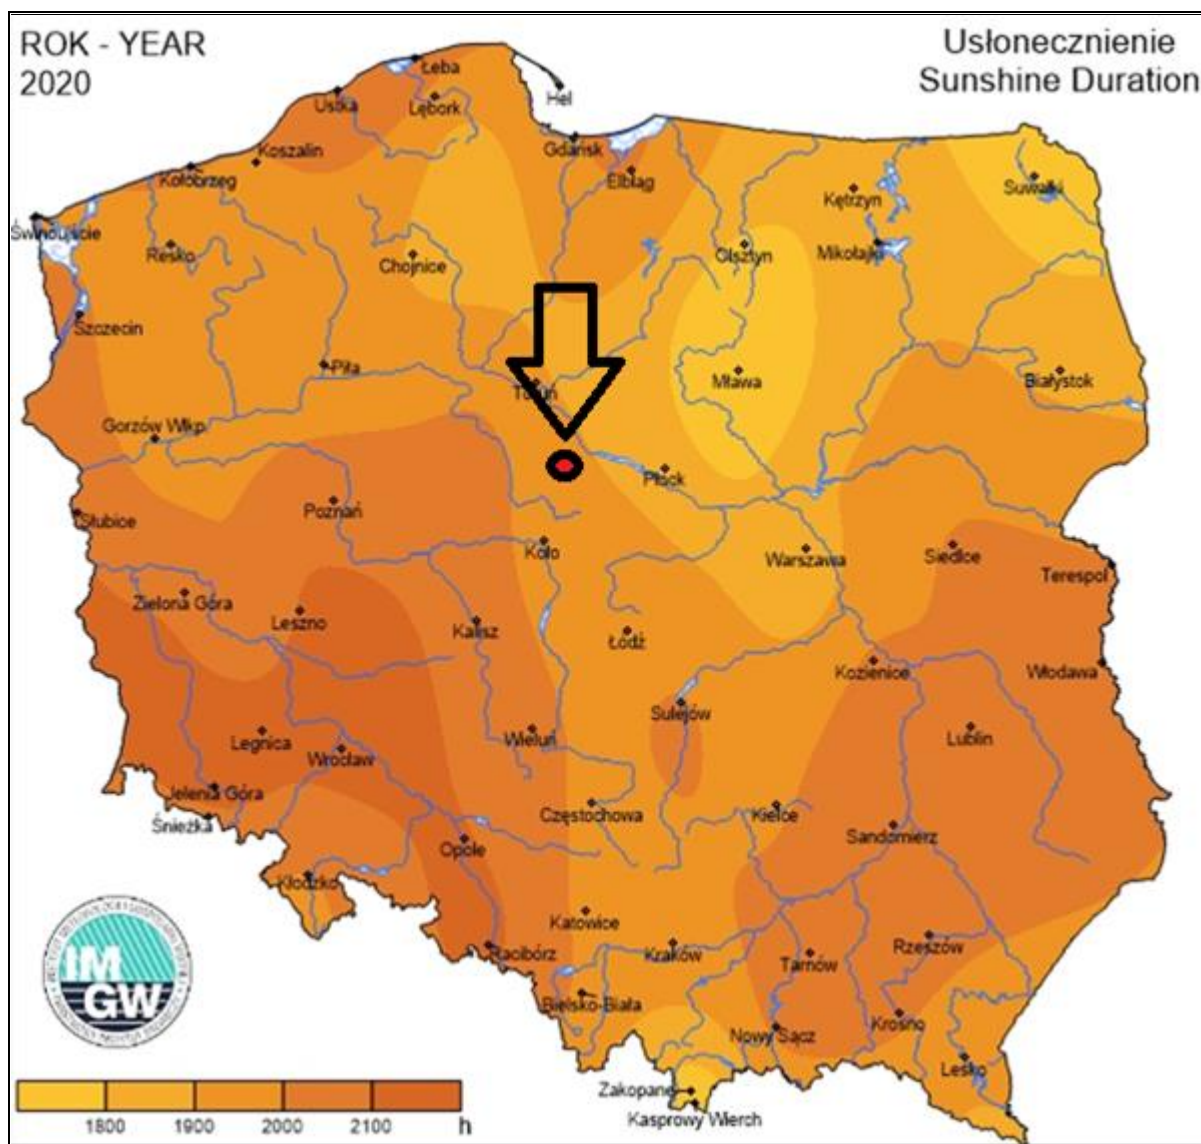 ROK - YEAR
2020
Usłonecznienie
Sunshine Duration
Łeba
Ustka
Lębork
Hel
Koszalin
Gdańsk
Kołobrzeg
Elbląg
Suwałki
Kętrzyn
Świnoujście
Resko
Chojnice
Olsztyn
Mikołajki
Szczecin
Piła
Toruń
Mława
Białystok
Gorzów Wlkp.
Płock
Słubice
Poznań
Koło
Warszawa
Siedlce
Terespol
Zielona Góra
Leszno
Kalisz
Łódź
Kozienice
Włodawa
Sulejów
Legnica
Wrocław
Wieluń
Lublin
Jelenia Góra
Śnieżka
Częstochowa
Kielce
Sandomierz
Opole
Kłodzko
Katowice
Racibórz
Kraków
Tarnów
Rzeszów
Bielsko-Biała
Nowy Sącz
Krosno
Lesko
Zakopane
Kasprowy Wierch
IM
GW
1800 1900 2000 2100 h